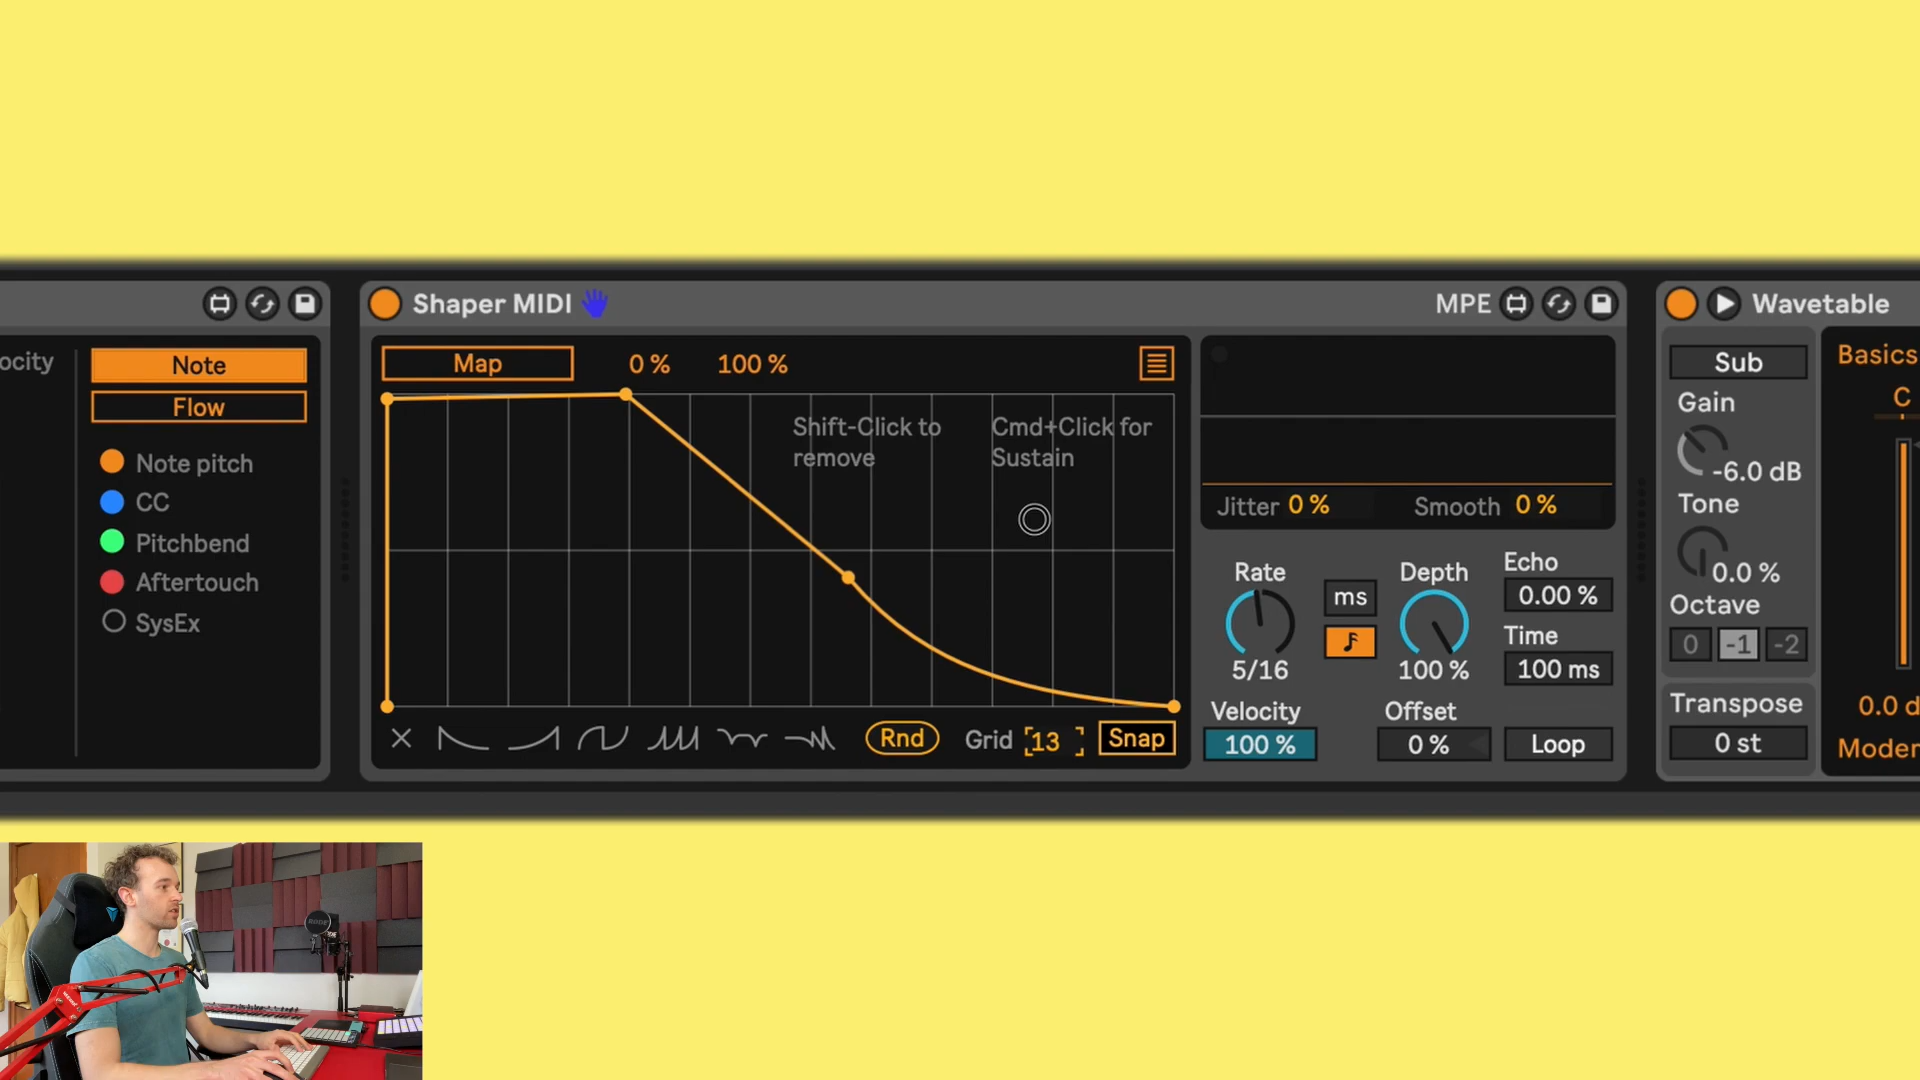 ocity
Note
Flow
Note pitch
CC
Pitchbend
Aftertouch
SysEx
Shaper MIDI
MPE
Map
0 %
100 %
Shift-Click to
remove
Cmd+Click for
Sustain
Rnd
Grid
13
Snap
Jitter 0 %
Smooth 0 %
Rate
5/16
ms
Depth
100 %
Echo
0.00 %
Time
100 ms
Velocity
100 %
Offset
0 %
Loop
Wavetable
Sub
Gain
-6.0 dB
Tone
0.0 %
Octave
0 -1 -2
Transpose
0 st
Basics
C
0.0 d
Moder
RODE